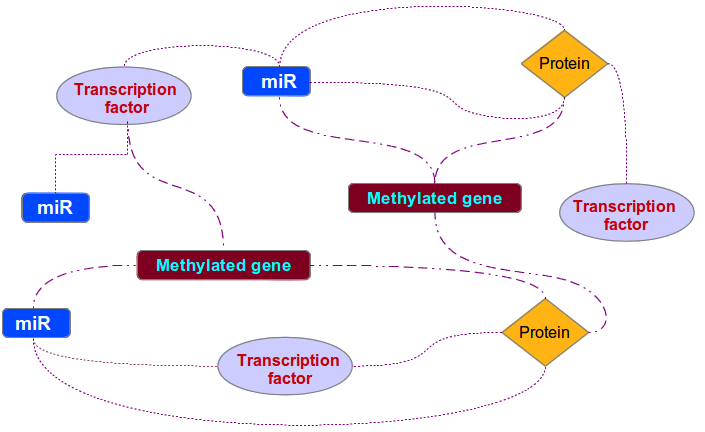 Protein
miR
Transcription
factor
Methylated gene
miR
Transcription
factor
Methylated gene
miR
Protein
Transcription
factor